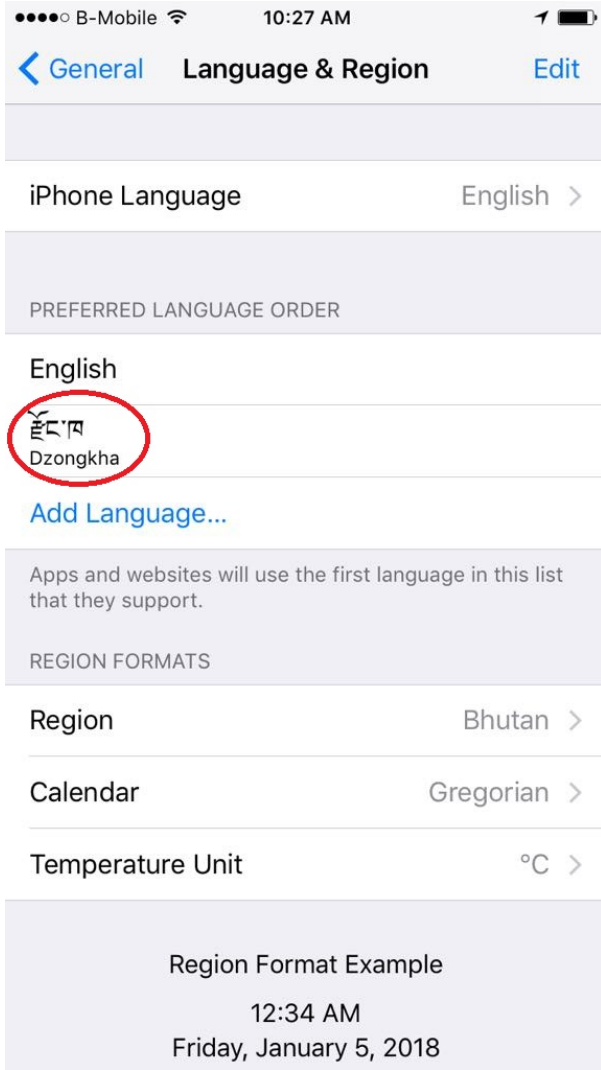 B-Mobile 10:27 AM
General Language & Region Edit
iPhone Language English
PREFERRED LANGUAGE ORDER
English
རྫོང་ཁ
Dzongkha
Add Language...
Apps and websites will use the first language in this list
that they support.
REGION FORMATS
Region Bhutan
Calendar Gregorian
Temperature Unit °C
Region Format Example
12:34 AM
Friday, January 5, 2018